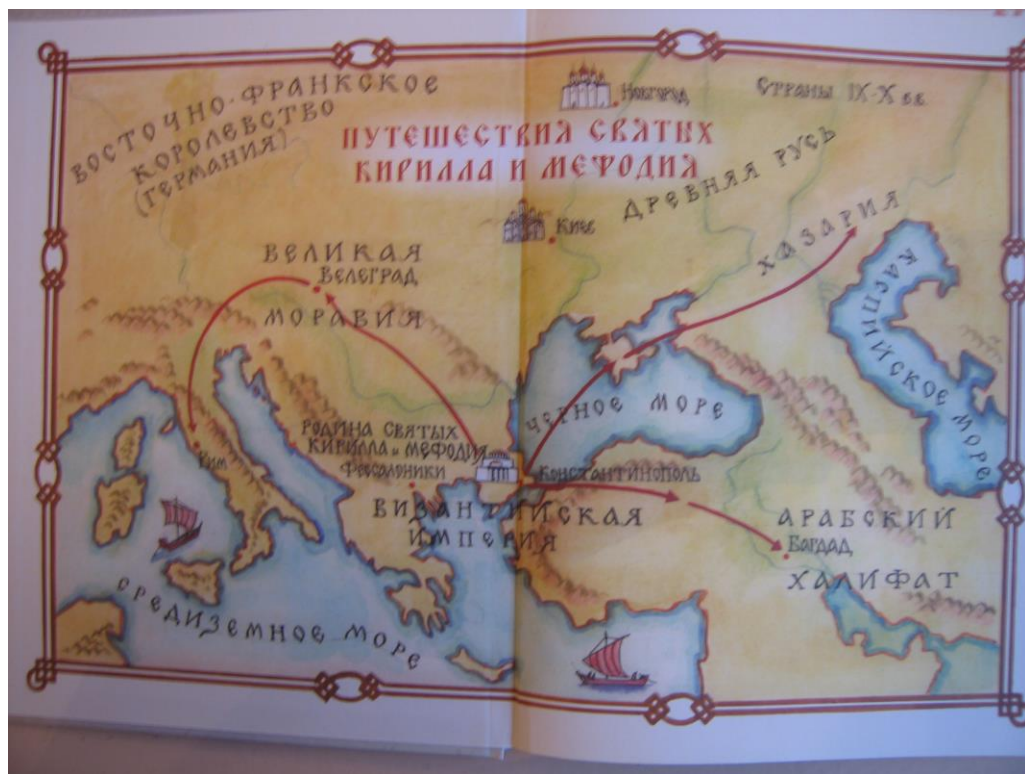 ВОСТОЧНО-ФРАНКСКОЕ
КОРОЛЕВСТВО
(ГЕРМАНИЯ)
НОВГОРОД
СТРАНЫ IX-X вв.
ПУТЕШЕСТВИЯ СВЯТЫХ
КИРИЛЛА И МЕФОДИЯ
ДРЕВНЯЯ РУСЬ
КИЕВ
ХАЗАРИЯ
ВЕЛИКАЯ
ВЕЛЕГРАД
МОРАВИЯ
КАСПИЙСКОЕ МОРЕ
ЧЕРНОЕ МОРЕ
РОДИНА СВЯТЫХ
КИРИЛЛА и МЕФОДИЯ
ФЕССАЛОНИКИ
РИМ
КОНСТАНТИНОПОЛЬ
ВИЗАНТИЙСКАЯ
ИМПЕРИЯ
АРАБСКИЙ
БАГДАД
ХАЛИФАТ
СРЕДИЗЕМНОЕ МОРЕ